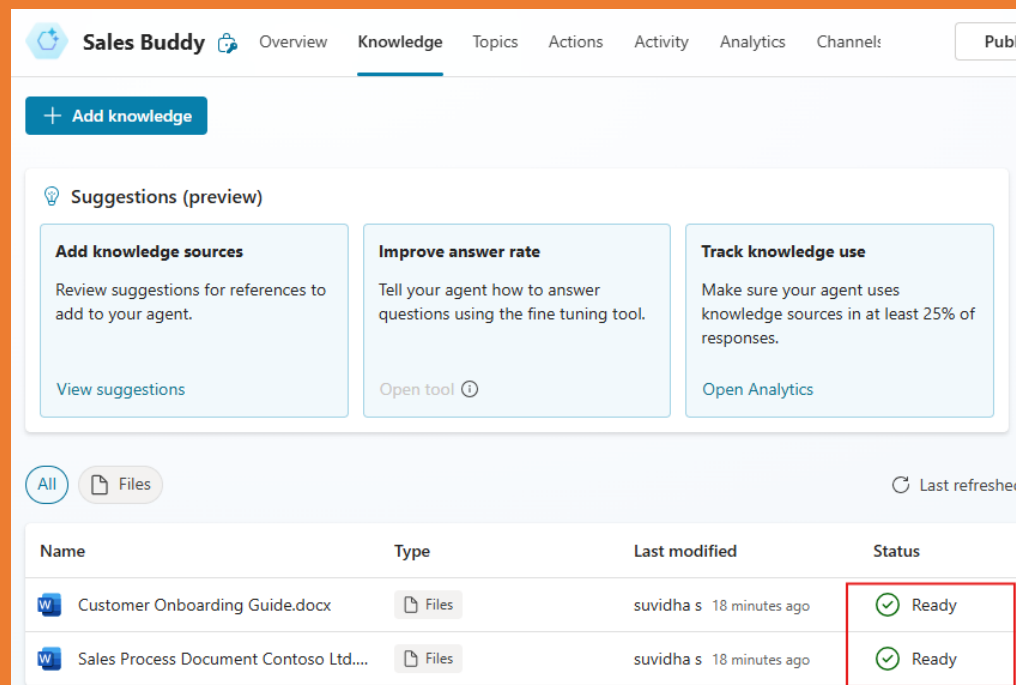 Sales Buddy Overview Knowledge Topics Actions Activity Analytics Channels Publ
+ Add knowledge
Suggestions (preview)
Add knowledge sources
Review suggestions for references to
add to your agent.
View suggestions
Improve answer rate
Tell your agent how to answer
questions using the fine tuning tool.
Open tool
Track knowledge use
Make sure your agent uses
knowledge sources in at least 25% of
responses.
Open Analytics
All Files Last refreshed
Name Type Last modified Status
Customer Onboarding Guide.docx Files suvidha s 18 minutes ago Ready
Sales Process Document Contoso Ltd.... Files suvidha s 18 minutes ago Ready